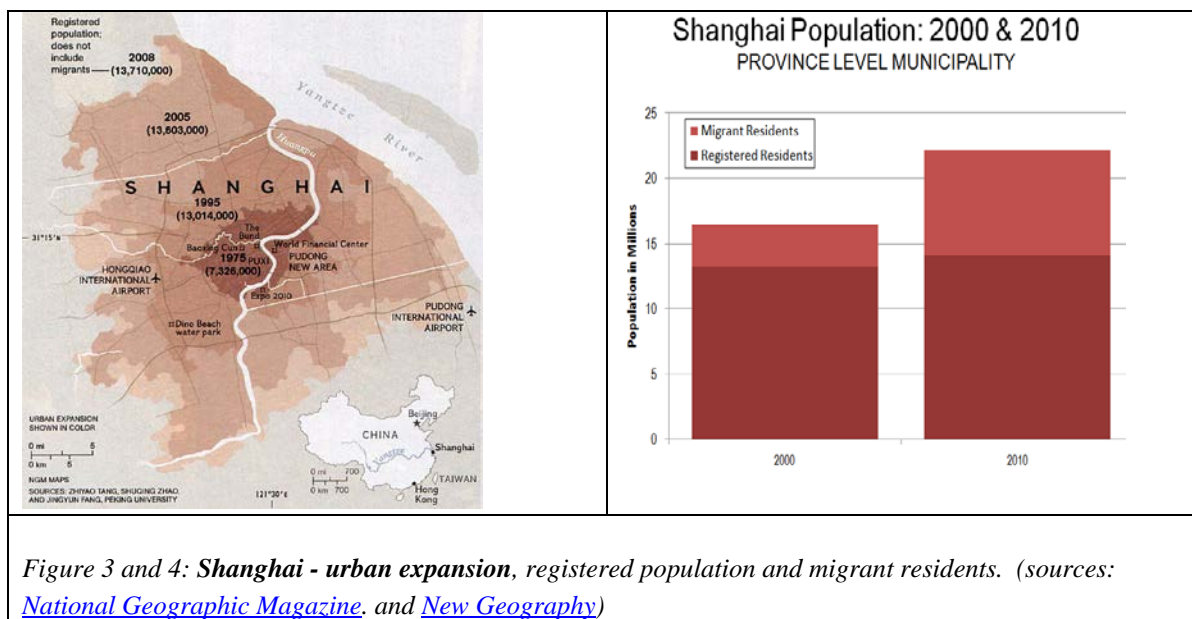 Registered
population;
does not
include
migrants
2008
(13,710,000)
2005
(13,603,000)
Yangtze
River
Huangpu
SHANGHAI
1995
(13,014,000)
The
Bund
31°15'N
Baoxing Cun
World Financial Center
1975
PUXI
(7,326,000)
PUDONG
NEW AREA
HONGQIAO
INTERNATIONAL
AIRPORT
Expo 2010
PUDONG
INTERNATIONAL
AIRPORT
Dino Beach
water park
URBAN EXPANSION
SHOWN IN COLOR
0 mi 5
0 km 5
NGM MAPS
SOURCES: ZHIYAO TANG, SHUQING ZHAO,
AND JINGYUN FANG, PEKING UNIVERSITY
121°30'E
Beijing
CHINA
Yangtze
Shanghai
0 mi 700
0 km 700
TAIWAN
Hong
Kong
Shanghai Population: 2000 & 2010
PROVINCE LEVEL MUNICIPALITY
Migrant Residents
Registered Residents
Population in Millions
25
20
15
10
5
0
2000
2010
Figure 3 and 4: Shanghai - urban expansion, registered population and migrant residents. (sources:
National Geographic Magazine. and New Geography)